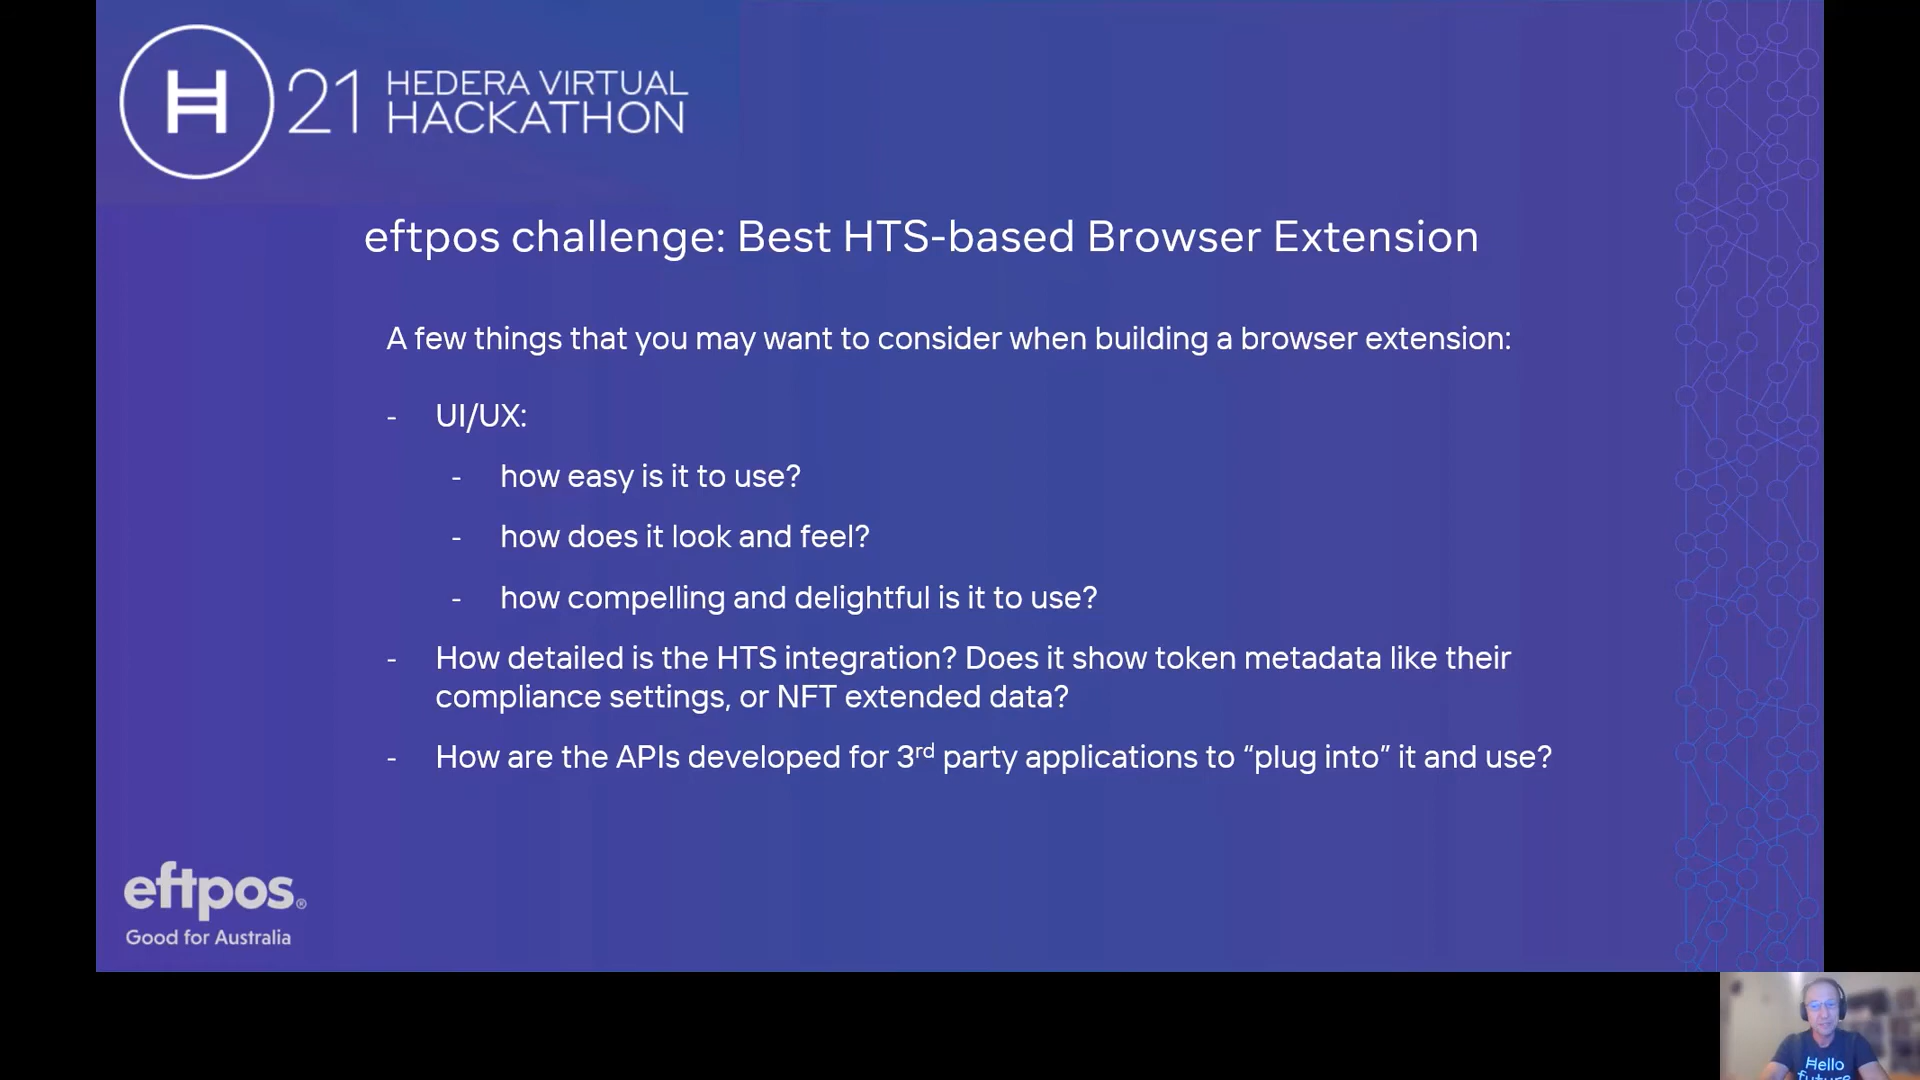 H 21 HEDERA VIRTUAL
HACKATHON
eftpos challenge: Best HTS-based Browser Extension
A few things that you may want to consider when building a browser extension:
- UI/UX:
- how easy is it to use?
- how does it look and feel?
- how compelling and delightful is it to use?
- How detailed is the HTS integration? Does it show token metadata like their
compliance settings, or NFT extended data?
- How are the APIs developed for 3rd party applications to “plug into” it and use?
eftpos®
Good for Australia
Hello
future